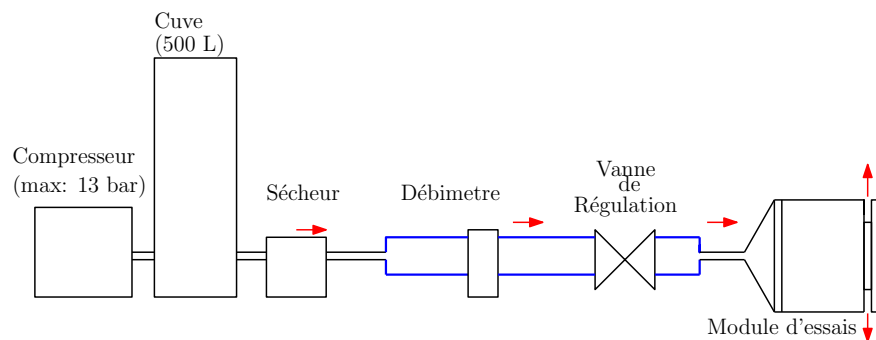 Cuve
(500 L)
Compresseur
(max: 13 bar)
Sécheur
Débimetre
Vanne
de
Régulation
Module d'essais